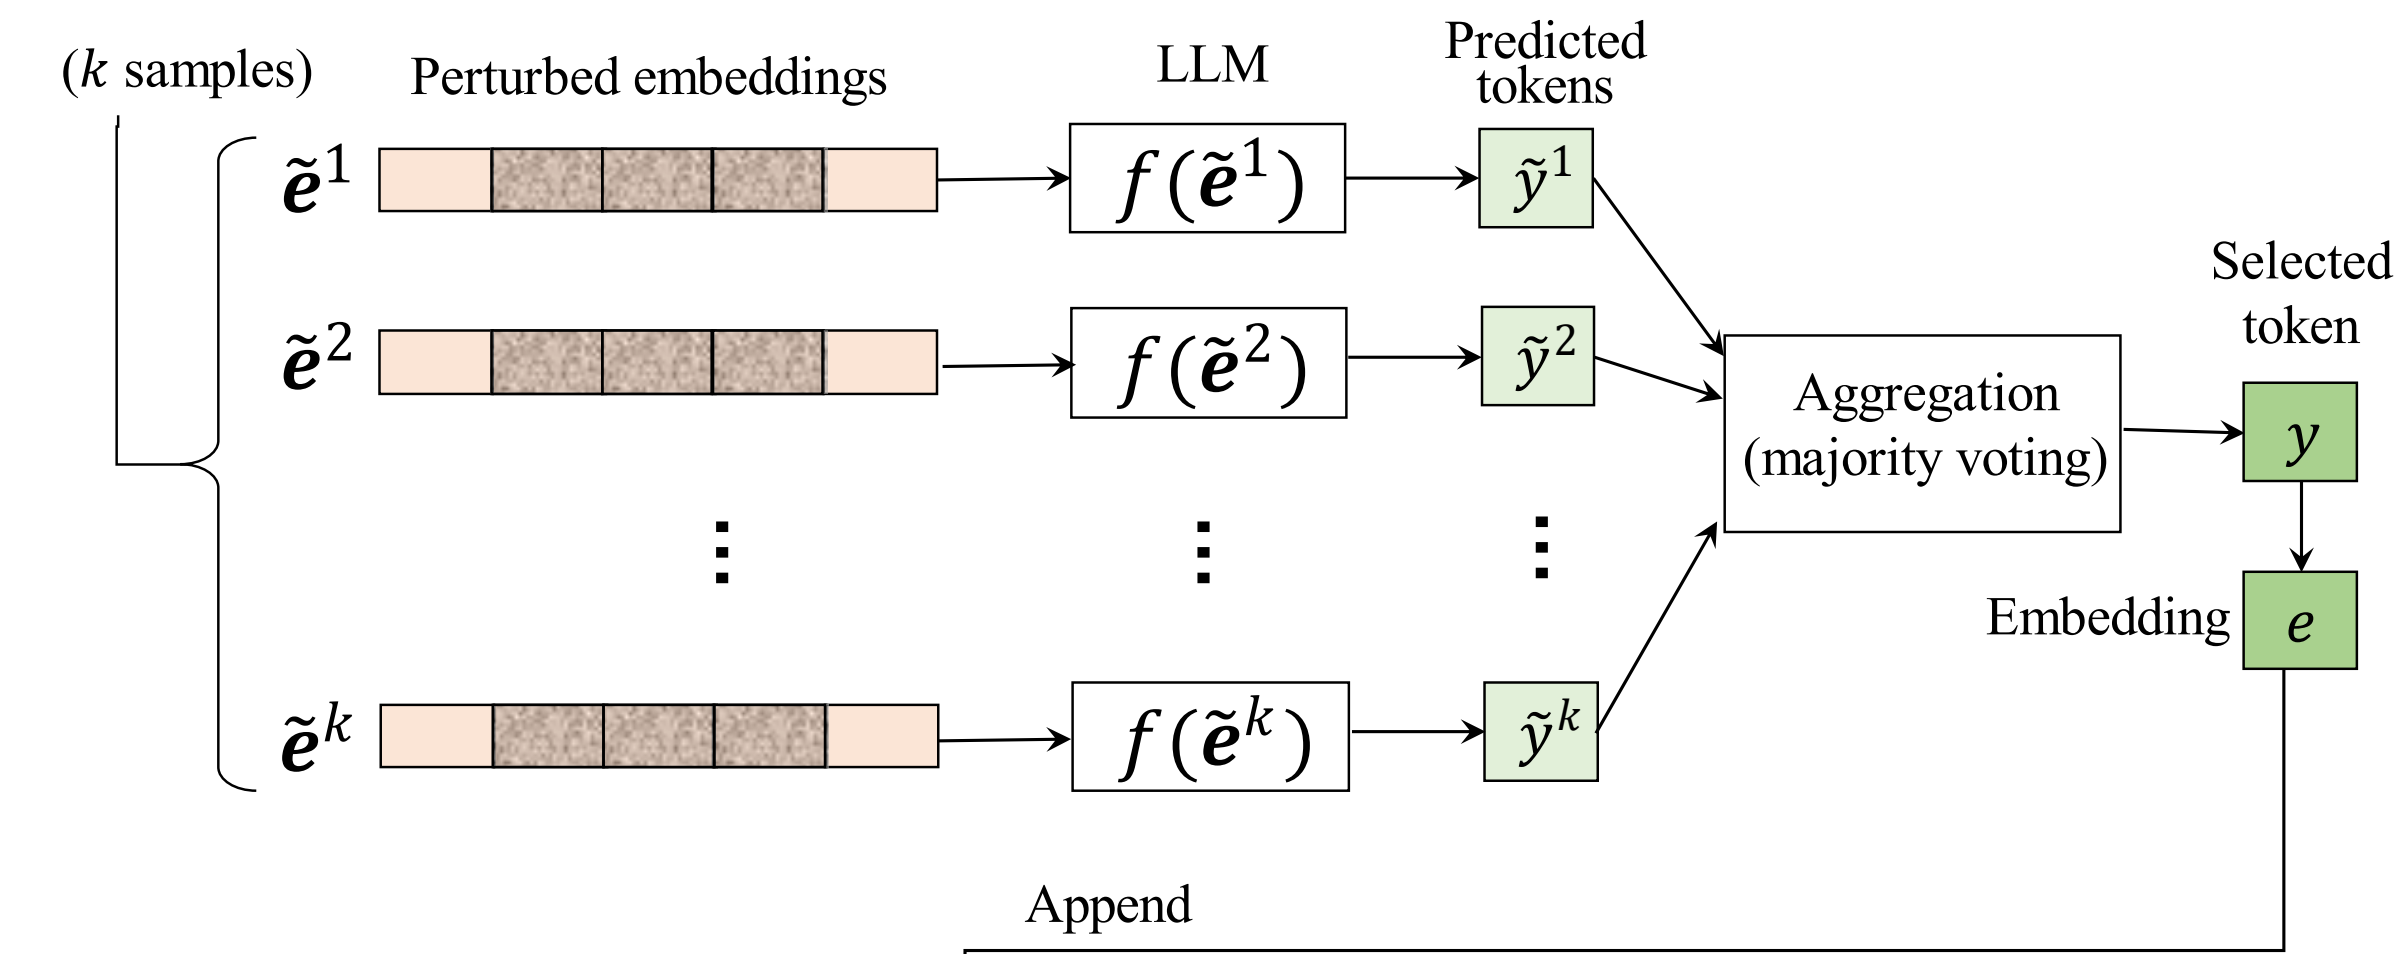 (k samples)
Perturbed embeddings
LLM
Predicted
tokens
ẽ¹
f(ẽ¹)
ỹ¹
ẽ²
f(ẽ²)
ỹ²
Selected
token
Aggregation
(majority voting)
y
Embedding
e
ẽᵏ
f(ẽᵏ)
ỹᵏ
Append